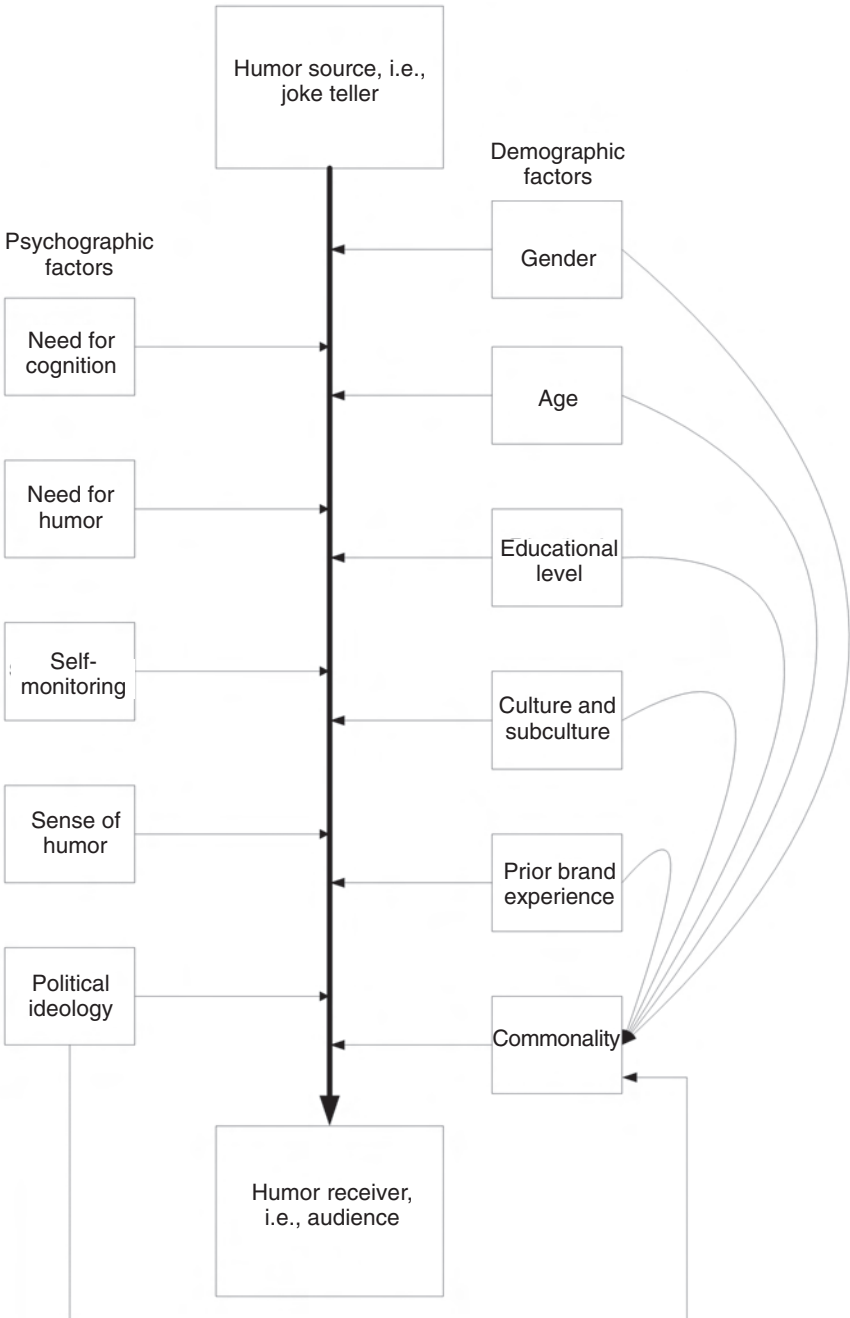 Humor source, i.e.,
joke teller
Demographic
factors
Gender
Psychographic
factors
Need for
cognition
Age
Need for
humor
Educational
level
Self-
monitoring
Culture and
subculture
Sense of
humor
Prior brand
experience
Political
ideology
Commonality
Humor receiver,
i.e., audience